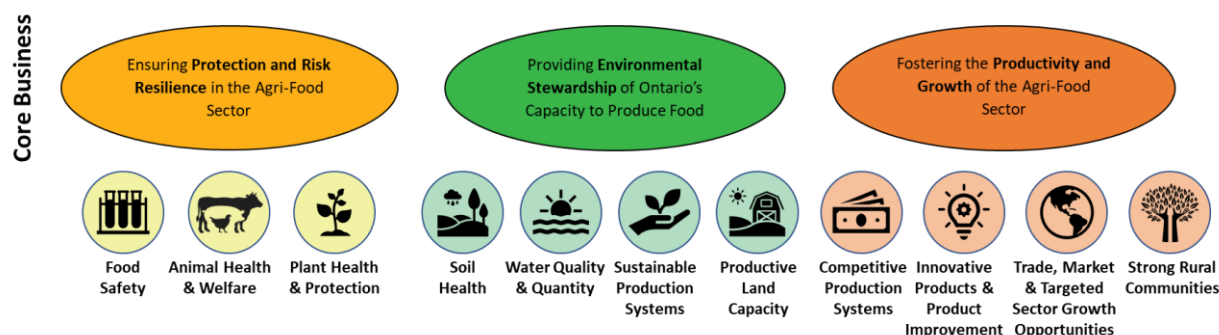 Core Business
Ensuring Protection and Risk
Resilience in the Agri-Food
Sector
Providing Environmental
Stewardship of Ontario's
Capacity to Produce Food
Fostering the Productivity and
Growth of the Agri-Food
Sector
Food
Safety
Animal Health
& Welfare
Plant Health
& Protection
Soil
Health
Water Quality
& Quantity
Sustainable
Production
Systems
Productive
Land
Capacity
Competitive
Production
Systems
Innovative
Products &
Product
Improvement
Trade, Market
& Targeted
Sector Growth
Opportunities
Strong Rural
Communities